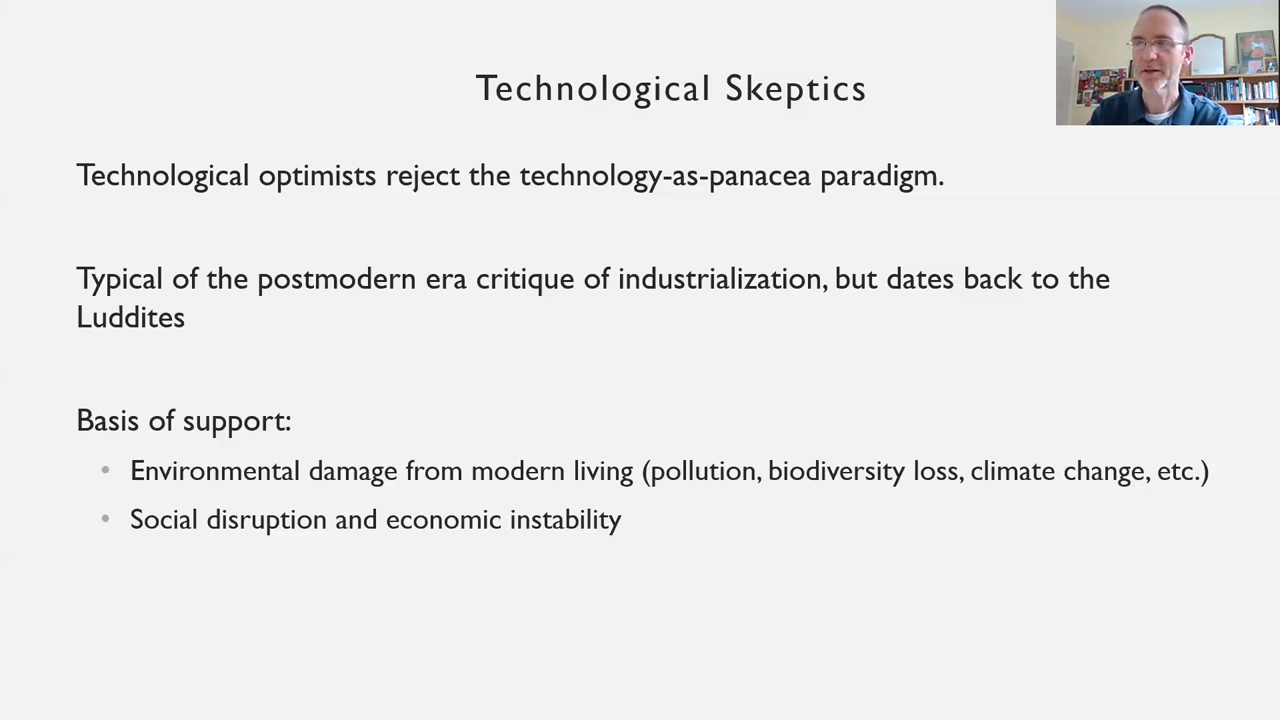 Technological Skeptics
Technological optimists reject the technology-as-panacea paradigm.
Typical of the postmodern era critique of industrialization, but dates back to the
Luddites
Basis of support:
• Environmental damage from modern living (pollution, biodiversity loss, climate change, etc.)
• Social disruption and economic instability